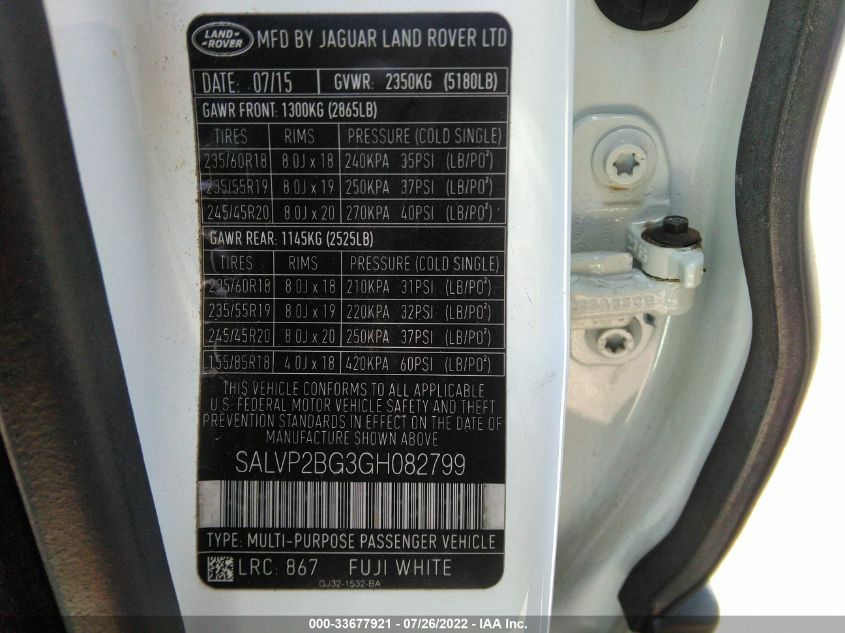 LAND-
-ROVER
MFD BY JAGUAR LAND ROVER LTD
DATE: 07/15 GVWR: 2350KG (5180LB)
GAWR FRONT: 1300KG (2865LB)
TIRES RIMS PRESSURE (COLD SINGLE)
235/60R18 8.0J x 18 240KPA 35PSI (LB/PO²)
235/55R19 8.0J x 19 250KPA 37PSI (LB/PO²)
245/45R20 8.0J x 20 270KPA 40PSI (LB/PO²)
GAWR REAR: 1145KG (2525LB)
TIRES RIMS PRESSURE (COLD SINGLE)
235/60R18 8.0J x 18 210KPA 31PSI (LB/PO²)
235/55R19 8.0J x 19 220KPA 32PSI (LB/PO²)
245/45R20 8.0J x 20 250KPA 37PSI (LB/PO²)
155/85R18 4.0J x 18 420KPA 60PSI (LB/PO²)
THIS VEHICLE CONFORMS TO ALL APPLICABLE
U.S. FEDERAL MOTOR VEHICLE SAFETY AND THEFT
PREVENTION STANDARDS IN EFFECT ON THE DATE
OF MANUFACTURE SHOWN ABOVE
SALVP2BG3GH082799
TYPE: MULTI-PURPOSE PASSENGER VEHICLE
LRC: 867 FUJI WHITE
GJ32-1532-BA
000-33677921 - 07/26/2022 - IAA Inc.